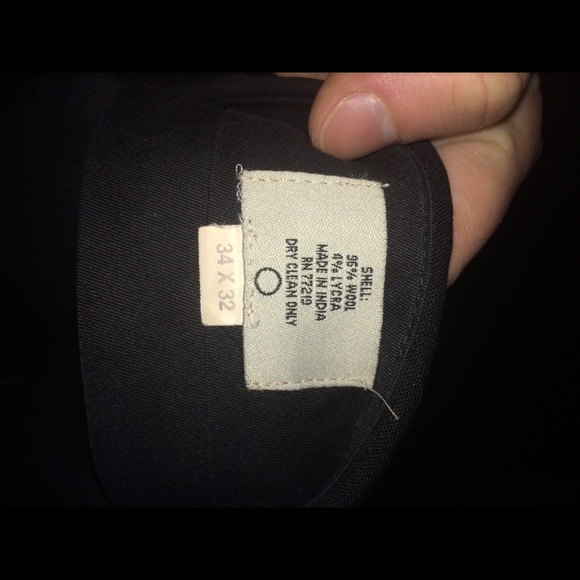 SHELL:
96% WOOL
4% LYCRA
MADE IN INDIA
RN 77219
DRY CLEAN ONLY
34 X 32